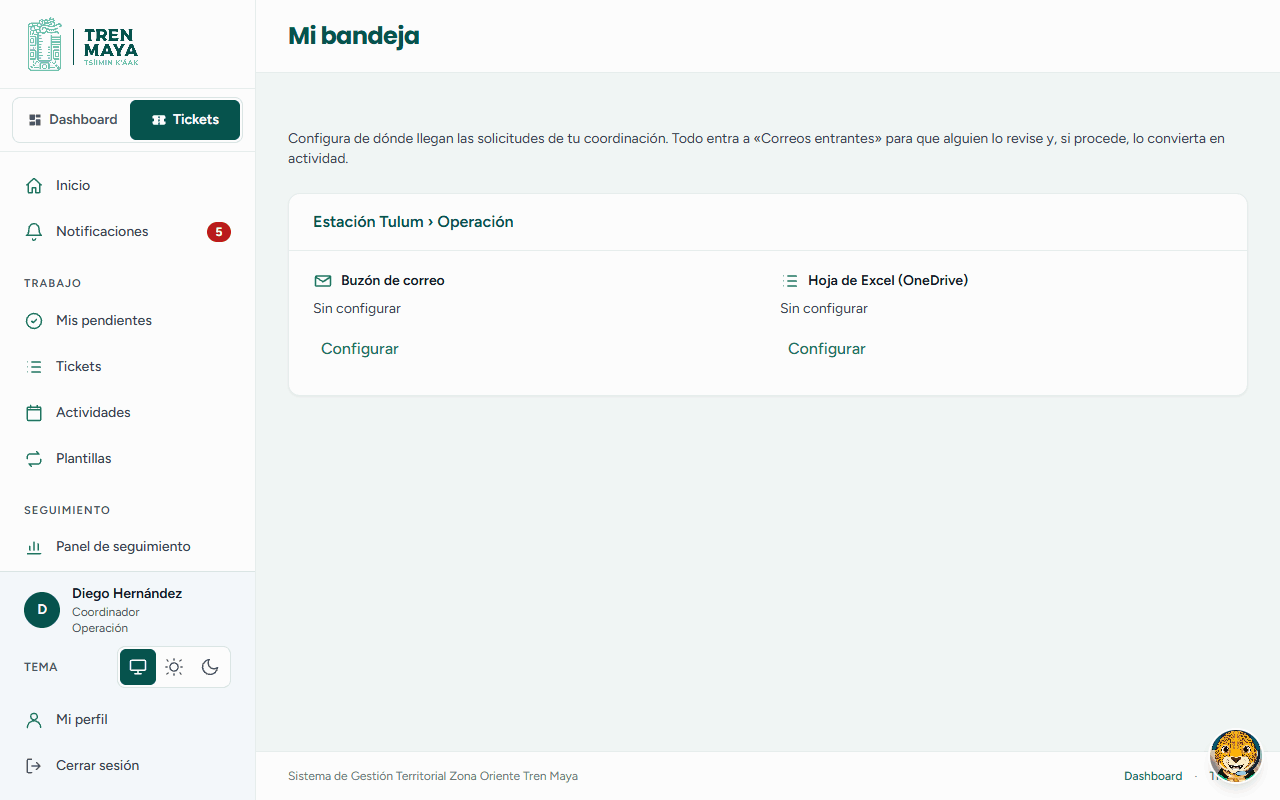 TREN
MAYA
TSÍIMIN K'ÁAK
Dashboard
Tickets
Inicio
Notificaciones
5
TRABAJO
Mis pendientes
Tickets
Actividades
Plantillas
SEGUIMIENTO
Panel de seguimiento
D
Diego Hernández
Coordinador
Operación
TEMA
Mi perfil
Cerrar sesión
Mi bandeja
Configura de dónde llegan las solicitudes de tu coordinación. Todo entra a «Correos entrantes» para que alguien lo revise y, si procede, lo convierta en
actividad.
Estación Tulum › Operación
Buzón de correo
Sin configurar
Configurar
Hoja de Excel (OneDrive)
Sin configurar
Configurar
Sistema de Gestión Territorial Zona Oriente Tren Maya
Dashboard ·